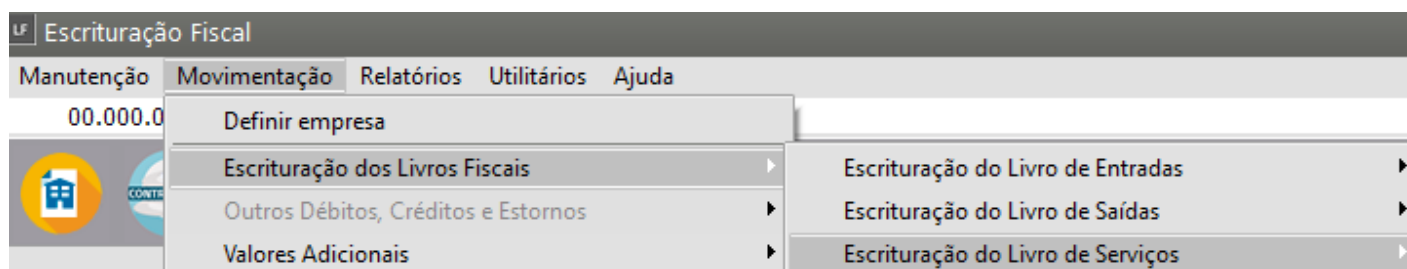 LF Escrituração Fiscal
Manutenção Movimentação Relatórios Utilitários Ajuda
00.000.0
Definir empresa
Escrituração dos Livros Fiscais Escrituração do Livro de Entradas
CONTR
Outros Débitos, Créditos e Estornos Escrituração do Livro de Saídas
Valores Adicionais Escrituração do Livro de Serviços